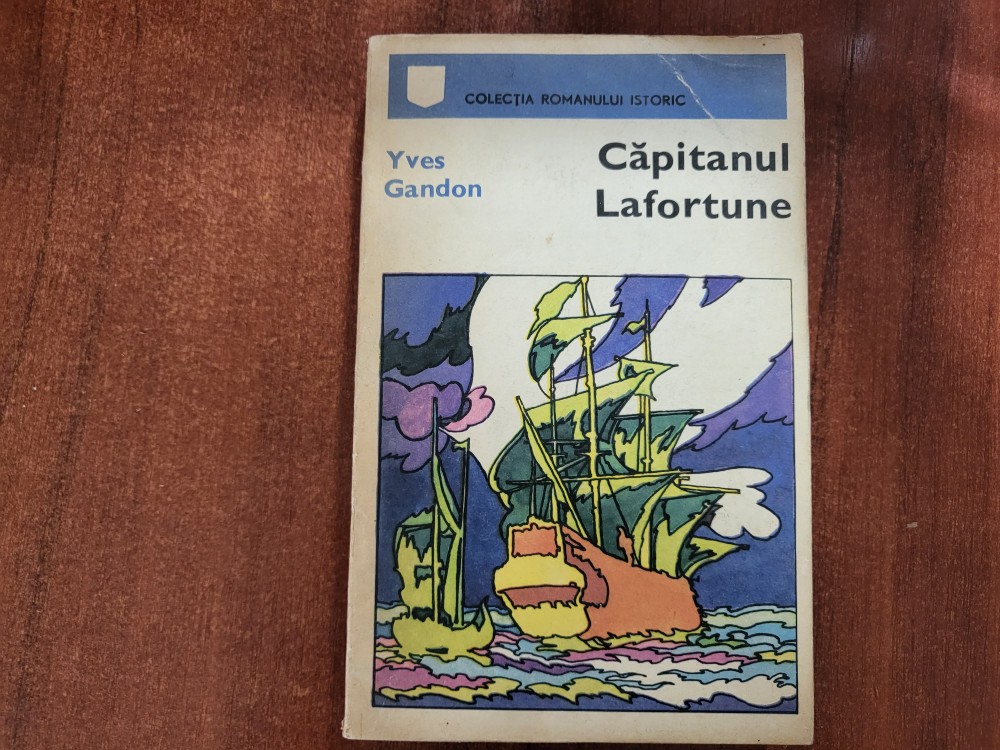 COLECȚIA ROMANULUI ISTORIC
Yves
Gandon
Căpitanul
Lafortune